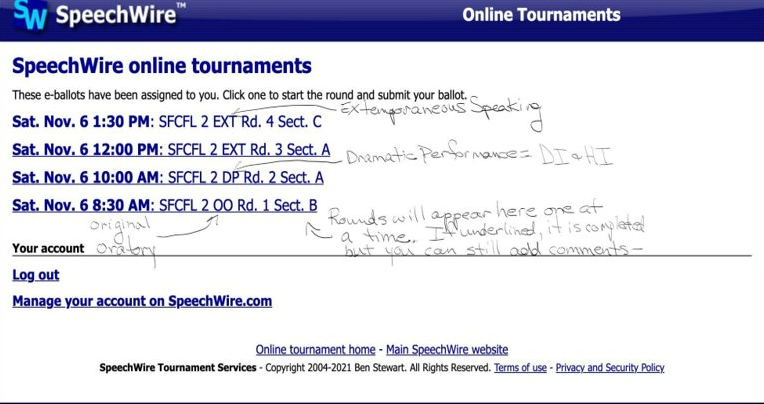 SW SpeechWire™
Online Tournaments
SpeechWire online tournaments
These e-ballots have been assigned to you. Click one to start the round and submit your ballot.
Extemporaneous Speaking
Sat. Nov. 6 1:30 PM: SFCFL 2 EXT Rd. 4 Sect. C
Sat. Nov. 6 12:00 PM: SFCFL 2 EXT Rd. 3 Sect. A
Dramatic Performance = DI & HI
Sat. Nov. 6 10:00 AM: SFCFL 2 DP Rd. 2 Sect. A
Sat. Nov. 6 8:30 AM: SFCFL 2 OO Rd. 1 Sect. B
Rounds will appear here one at
a time. If underlined, it is completed
but you can still add comments-
original
oratory
Your account
Log out
Manage your account on SpeechWire.com
Online tournament home - Main SpeechWire website
SpeechWire Tournament Services - Copyright 2004-2021 Ben Stewart. All Rights Reserved. Terms of use - Privacy and Security Policy